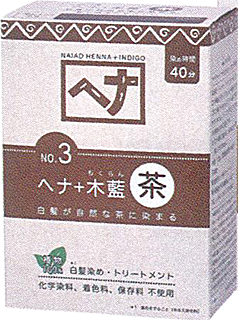 NAIAD HENNA + INDIGO
ヘナ
染め時間
40分
NO.3
もくらん
ヘナ+木藍 茶
白髪が自然な茶に染まる
植物
100%
白髪染め・トリートメント
化学染料、着色料、保存料 不使用